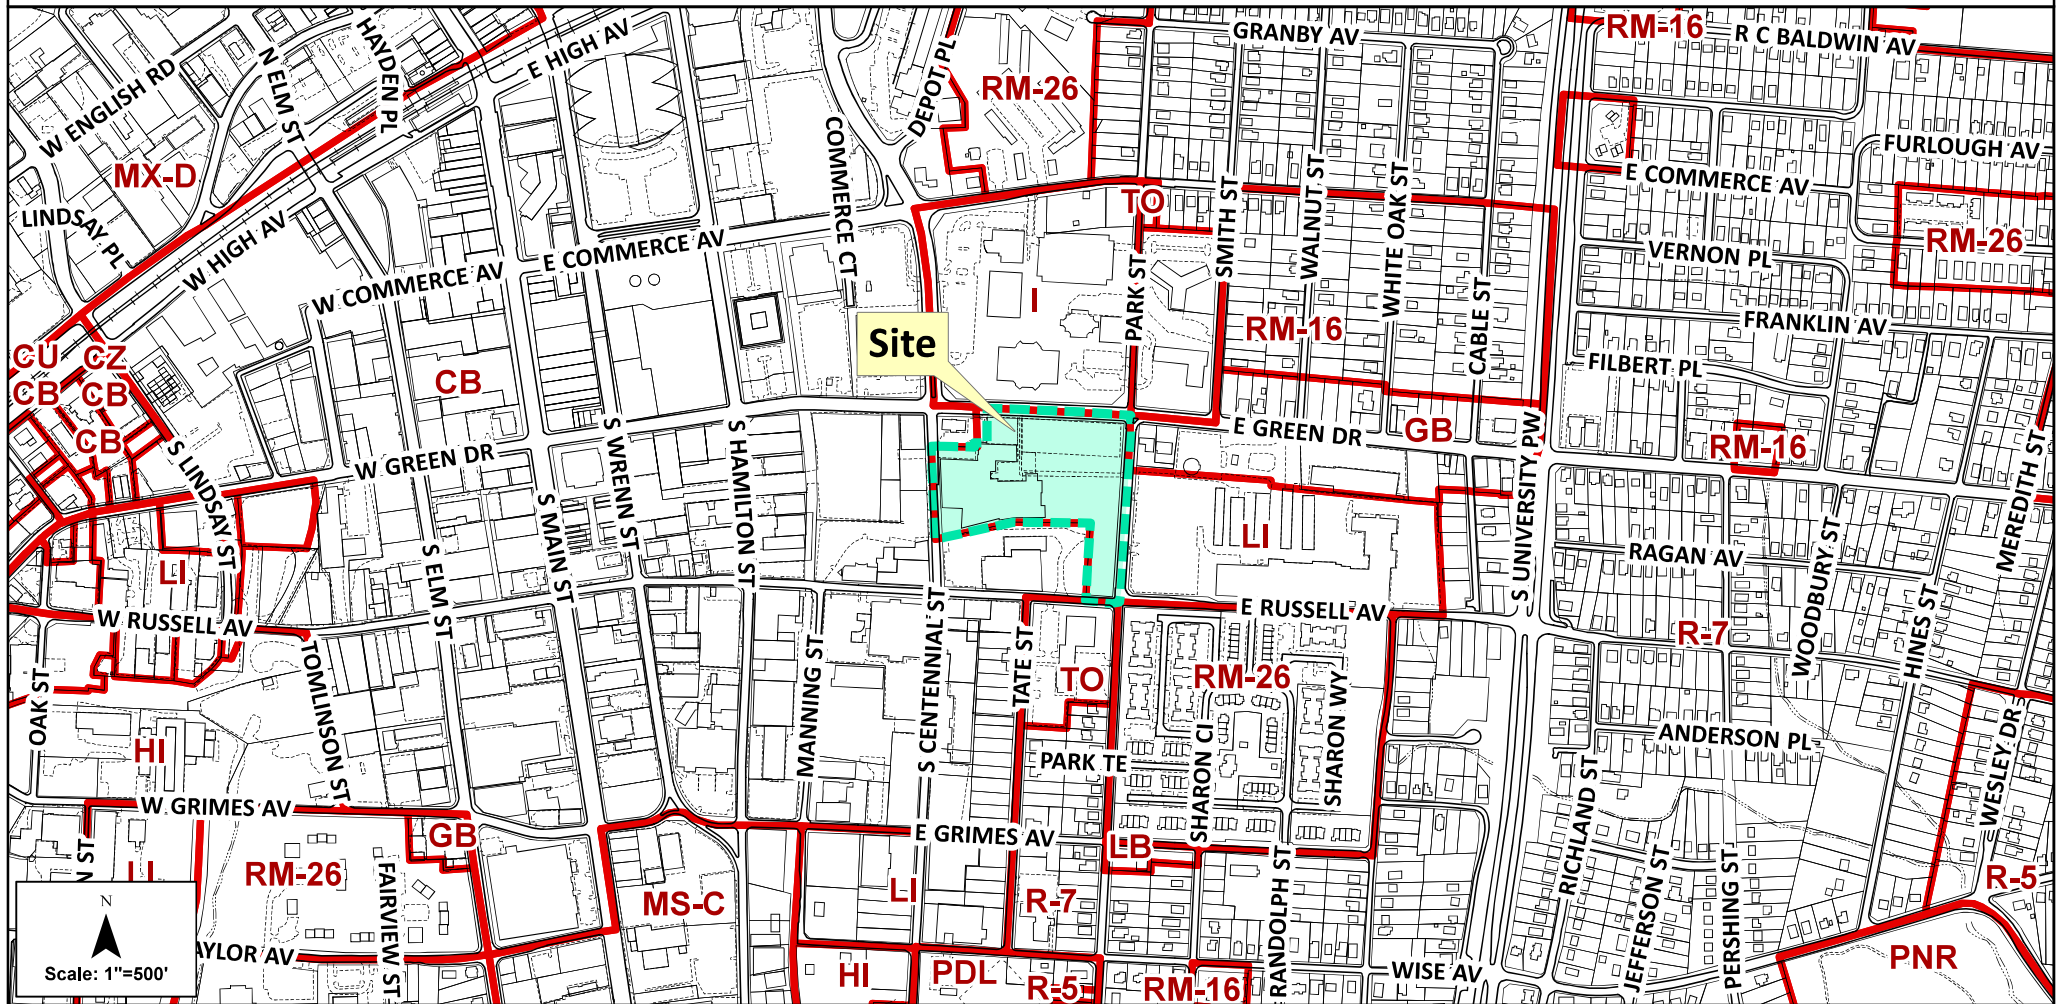 RM-16
R C BALDWIN AV
GRANBY AV
HAYDEN PL
E HIGH AV
N ELM ST
W ENGLISH RD
DEPOT PL
RM-26
COMMERCE CT
FURLOUGH AV
MX-D
E COMMERCE AV
TO
SMITH ST
WALNUT ST
WHITE OAK ST
LINDSAY PL
W HIGH AV
E COMMERCE AV
W COMMERCE AV
RM-26
VERNON PL
I
PARK ST
RM-16
CABLE ST
FRANKLIN AV
Site
CU
CZ
CB
CB
CB
FILBERT PL
CB
S LINDSAY ST
W GREEN DR
S WRENN ST
S HAMILTON ST
E GREEN DR
GB
S UNIVERSITY PW
RM-16
MEREDITH ST
S MAIN ST
LI
LI
S ELM ST
RAGAN AV
WOODBURY ST
HINES ST
W RUSSELL AV
E RUSSELL AV
S CENTENNIAL ST
R-7
OAK ST
TOMLINSON ST
MANNING ST
TATE ST
TO
RM-26
SHARON WY
SHARON CI
HI
PARK TE
ANDERSON PL
WESLEY DR
RICHLAND ST
W GRIMES AV
GB
E GRIMES AV
LB
N ST
LI
RM-26
FAIRVIEW ST
MS-C
LI
R-7
RANDOLPH ST
JEFFERSON ST
PERSHING ST
R-5
N
Scale: 1"=500'
AYLOR AV
HI
PDL
R-5
RM-16
WISE AV
PNR